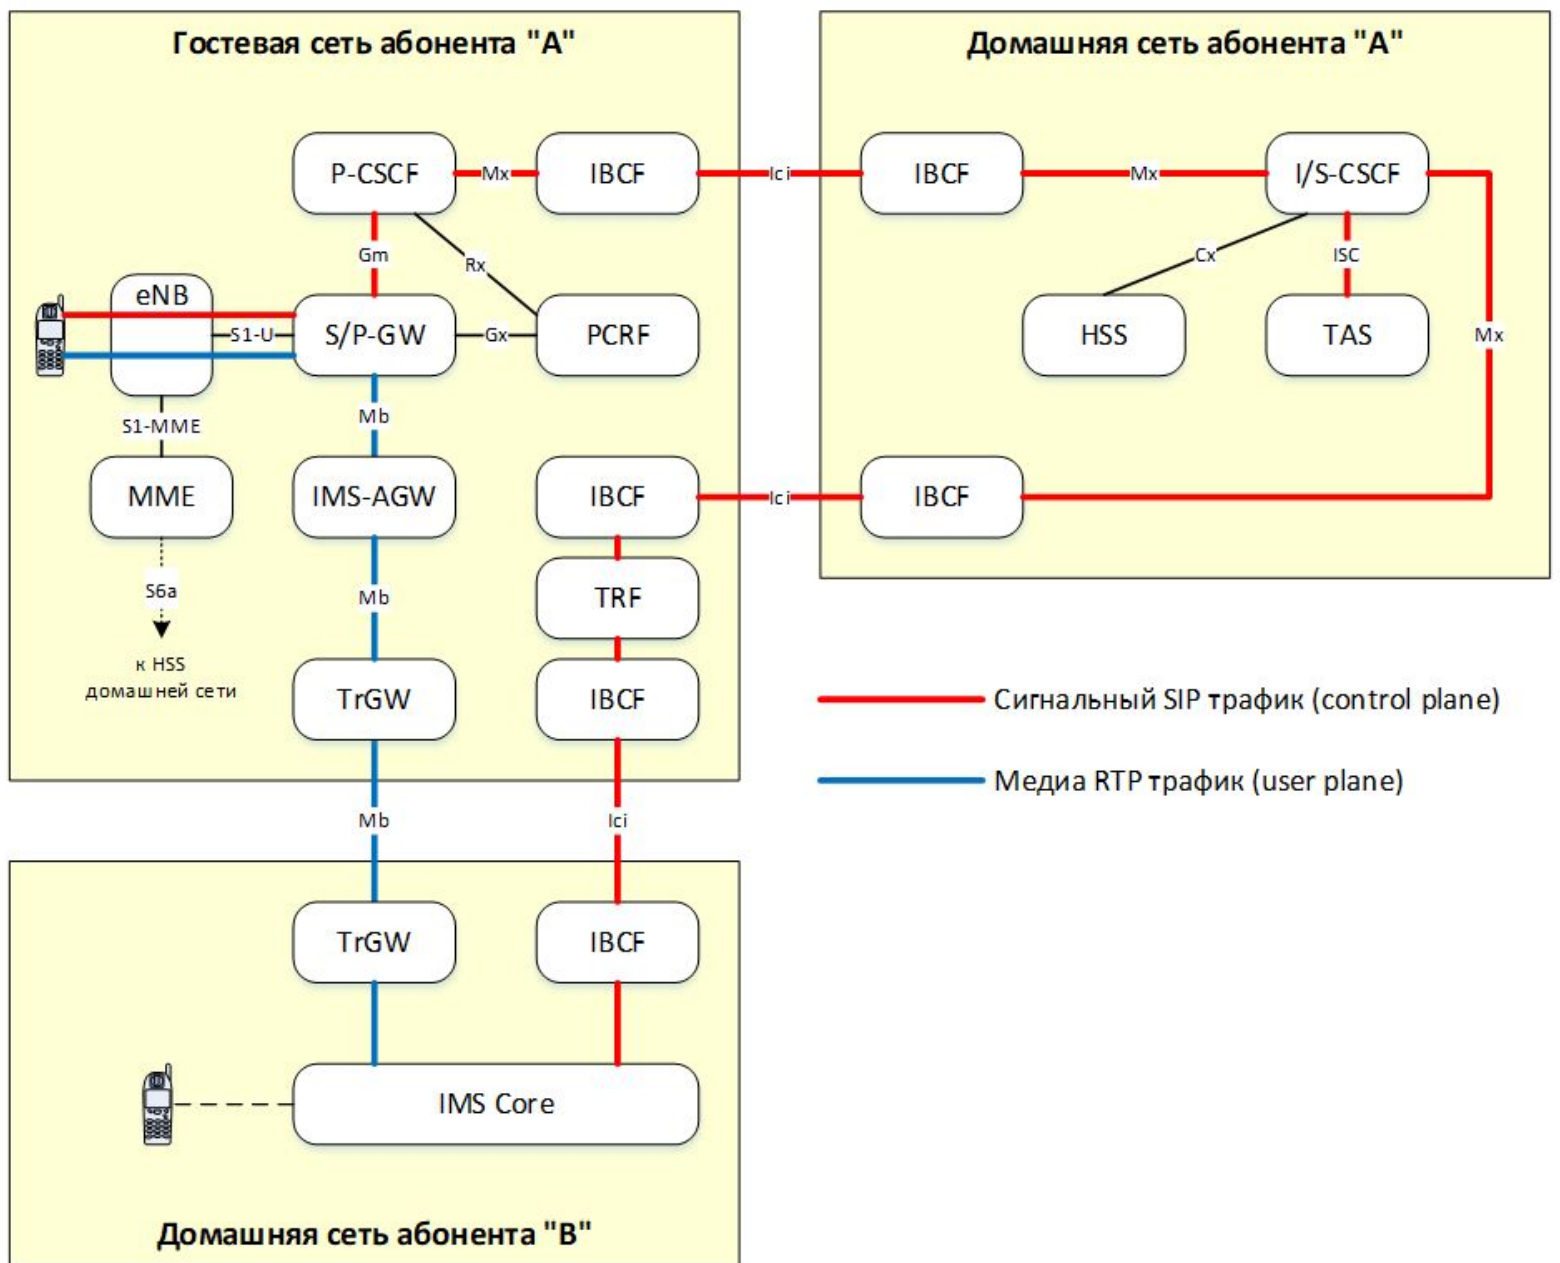 Гостевая сеть абонента "А"
Домашняя сеть абонента "А"
P-CSCF
Mx
IBCF
Ici
IBCF
Mx
I/S-CSCF
Gm
Rx
Cx
ISC
eNB
S1-U
S/P-GW
Gx
PCRF
HSS
TAS
Mx
S1-MME
Mb
MME
IMS-AGW
IBCF
Ici
IBCF
S6a
Mb
TRF
к HSS
домашней сети
TrGW
IBCF
Сигнальный SIP трафик (control plane)
Медиа RTP трафик (user plane)
Mb
Ici
TrGW
IBCF
IMS Core
Домашняя сеть абонента "В"